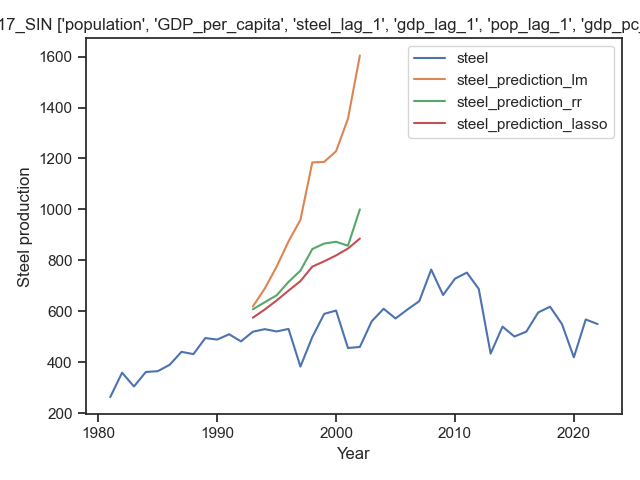 17_SIN ['population', 'GDP_per_capita', 'steel_lag_1', 'gdp_lag_1', 'pop_lag_1', 'gdp_pc_
steel
steel_prediction_lm
steel_prediction_rr
steel_prediction_lasso
1600
1400
1200
1000
800
600
400
200
Steel production
1980
1990
2000
2010
2020
Year